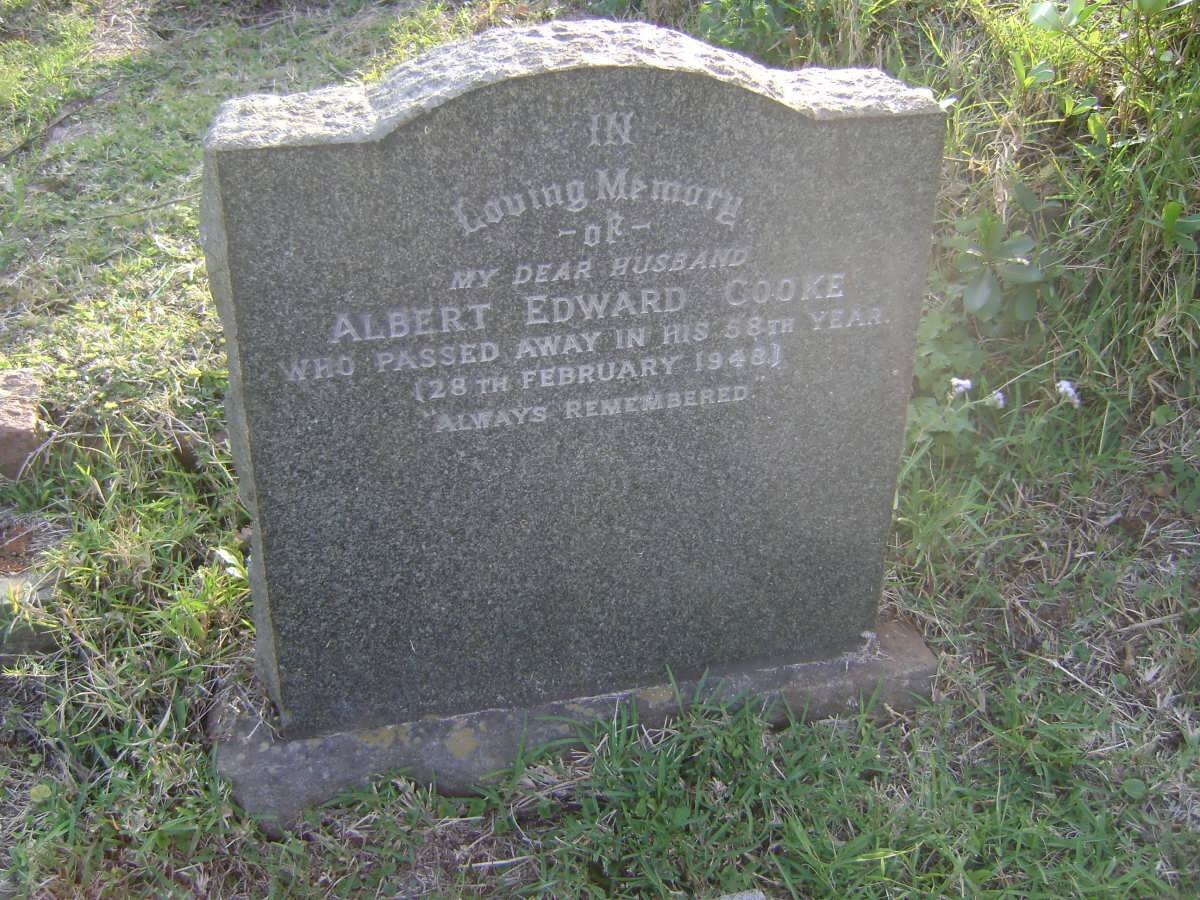 IN
Loving Memory
- of -
MY DEAR HUSBAND
ALBERT EDWARD COOKE
WHO PASSED AWAY IN HIS 58TH YEAR.
(28TH FEBRUARY 1948)
"ALWAYS REMEMBERED"